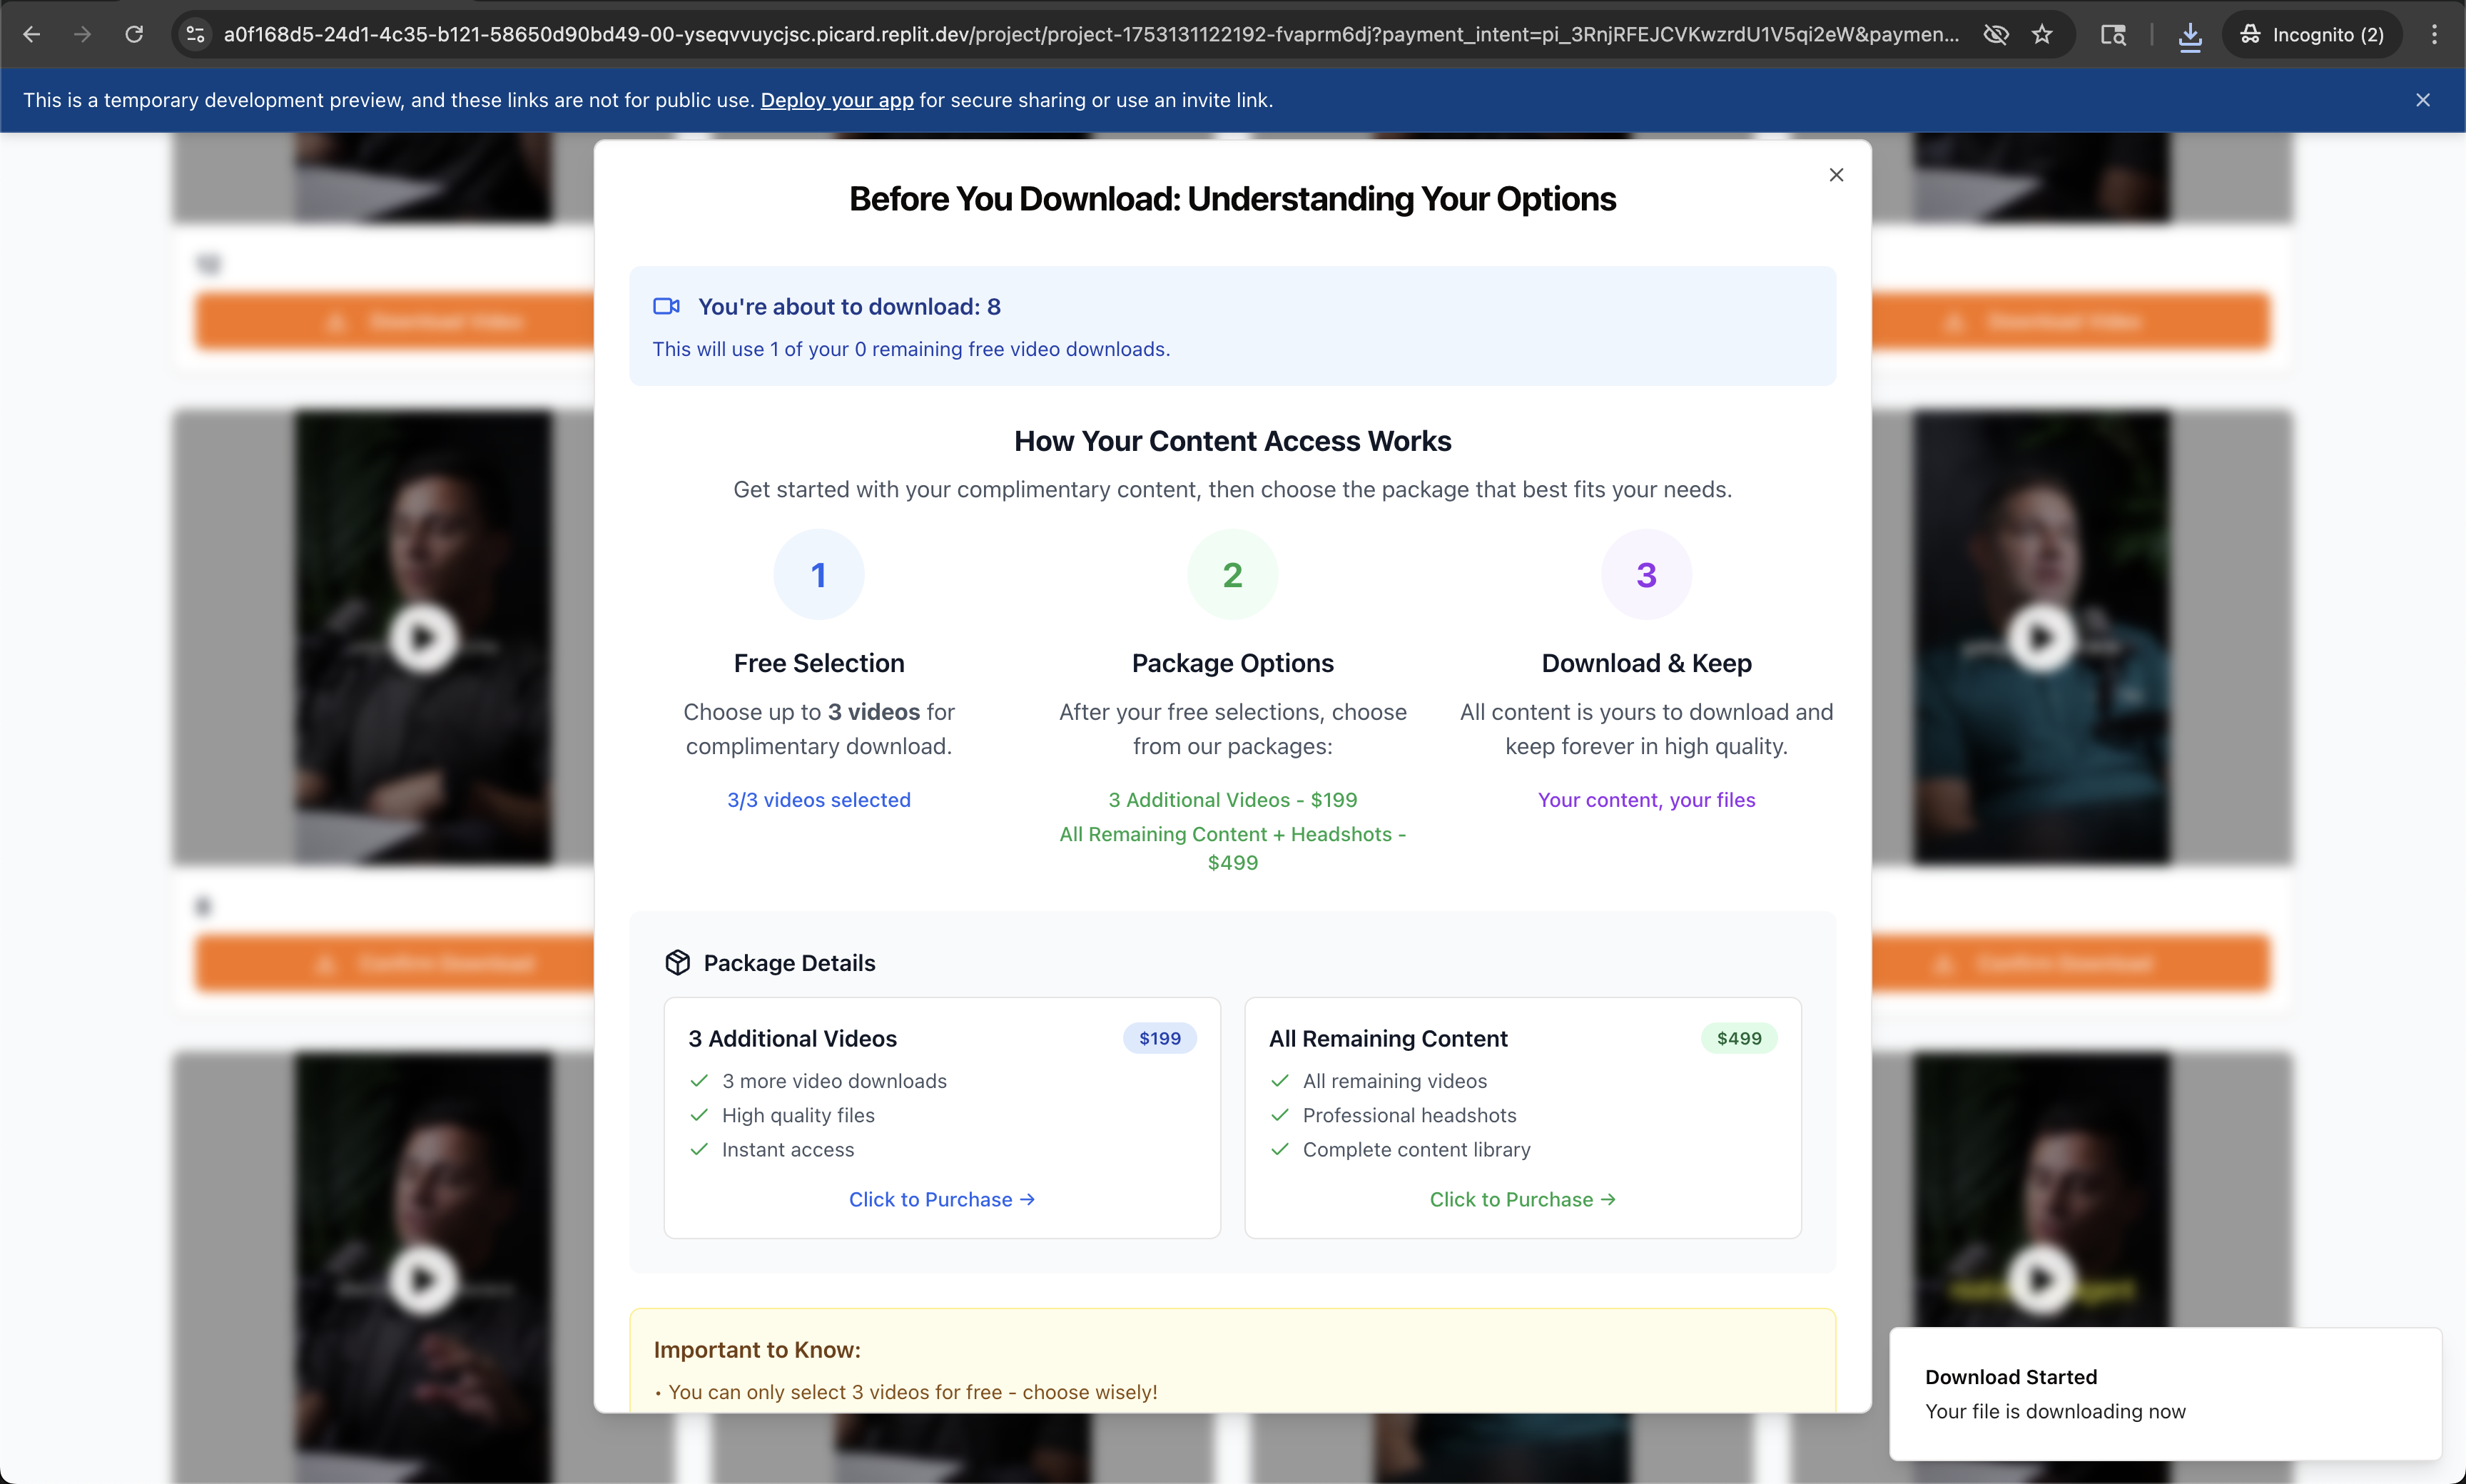 a0f168d5-24d1-4c35-b121-58650d90bd49-00-yseqvvuycjsc.picard.replit.dev/project/project-1753131122192-fvaprm6dj?payment_intent=pi_3RnjRFEJCVKwzrdU1V5qi2eW&paymen...
Incognito (2)
This is a temporary development preview, and these links are not for public use. Deploy your app for secure sharing or use an invite link.
Before You Download: Understanding Your Options
You're about to download: 8
This will use 1 of your 0 remaining free video downloads.
How Your Content Access Works
Get started with your complimentary content, then choose the package that best fits your needs.
1
Free Selection
Choose up to 3 videos for
complimentary download.
3/3 videos selected
2
Package Options
After your free selections, choose
from our packages:
3 Additional Videos - $199
All Remaining Content + Headshots -
$499
3
Download & Keep
All content is yours to download and
keep forever in high quality.
Your content, your files
Package Details
3 Additional Videos
$199
3 more video downloads
High quality files
Instant access
Click to Purchase →
All Remaining Content
$499
All remaining videos
Professional headshots
Complete content library
Click to Purchase →
Important to Know:
• You can only select 3 videos for free - choose wisely!
12
Download Video
Download Video
Confirm Download
Confirm Download
Download Started
Your file is downloading now